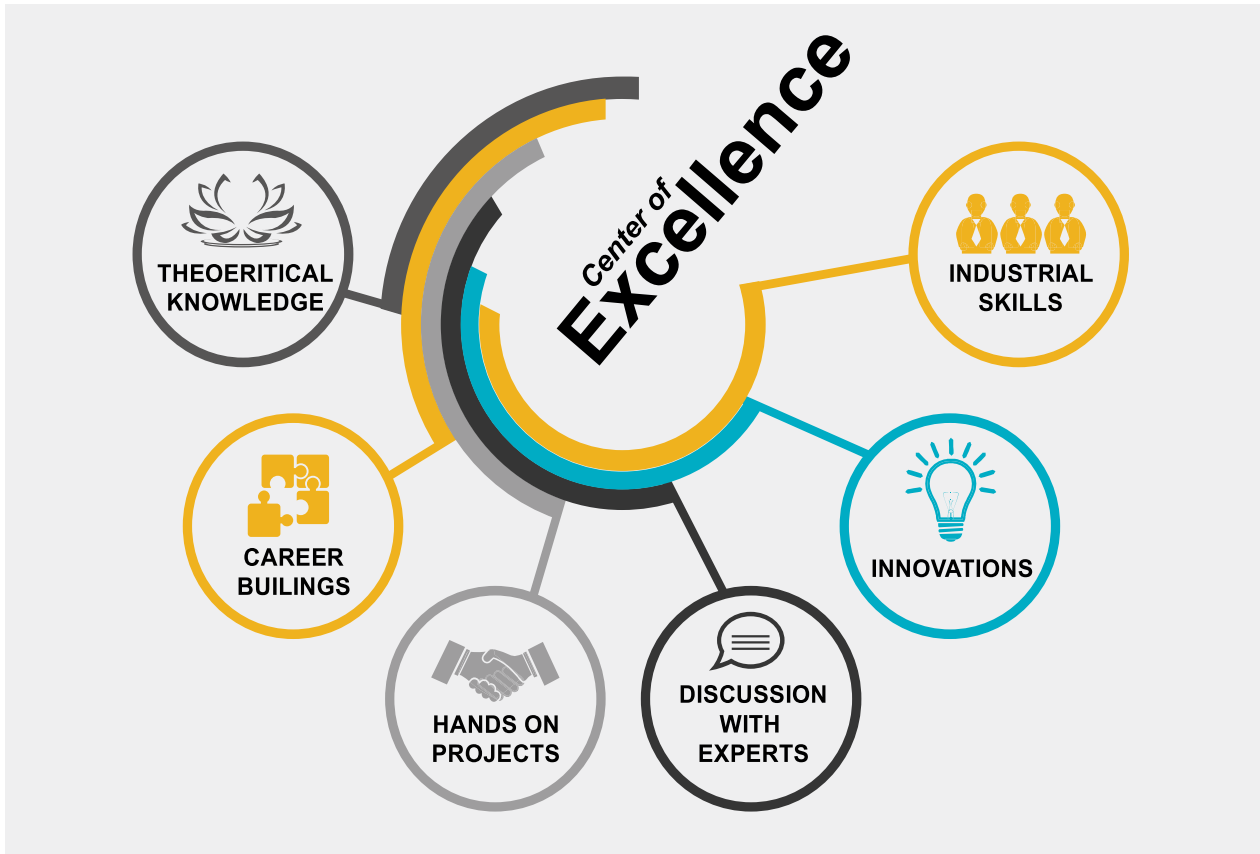 Center of
Excellence
THEOERITICAL
KNOWLEDGE
CAREER
BUILINGS
HANDS ON
PROJECTS
DISCUSSION
WITH
EXPERTS
INNOVATIONS
INDUSTRIAL
SKILLS